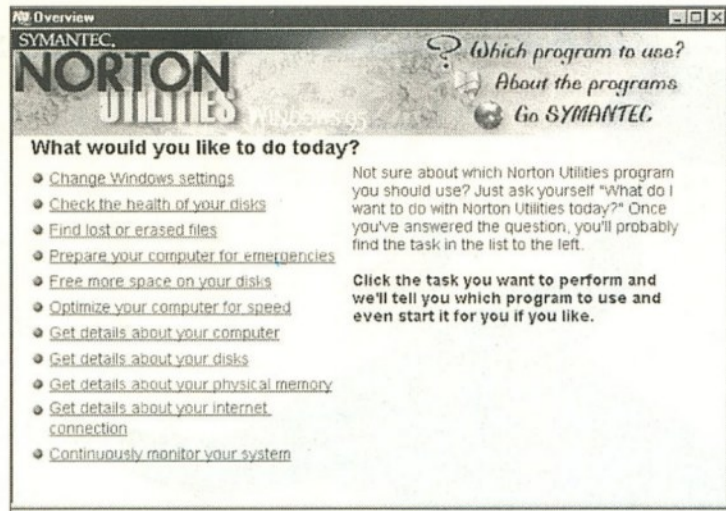 Overview
SYMANTEC.
NORTON
UTILITIES WINDOWS 95
? Which program to use?
About the programs
Go SYMANTEC
What would you like to do today?
Change Windows settings
Check the health of your disks
Find lost or erased files
Prepare your computer for emergencies
Free more space on your disks
Optimize your computer for speed
Get details about your computer
Get details about your disks
Get details about your physical memory
Get details about your internet
connection
Continuously monitor your system
Not sure about which Norton Utilities program
you should use? Just ask yourself "What do I
want to do with Norton Utilities today?" Once
you've answered the question, you'll probably
find the task in the list to the left.
Click the task you want to perform and
we'll tell you which program to use and
even start it for you if you like.